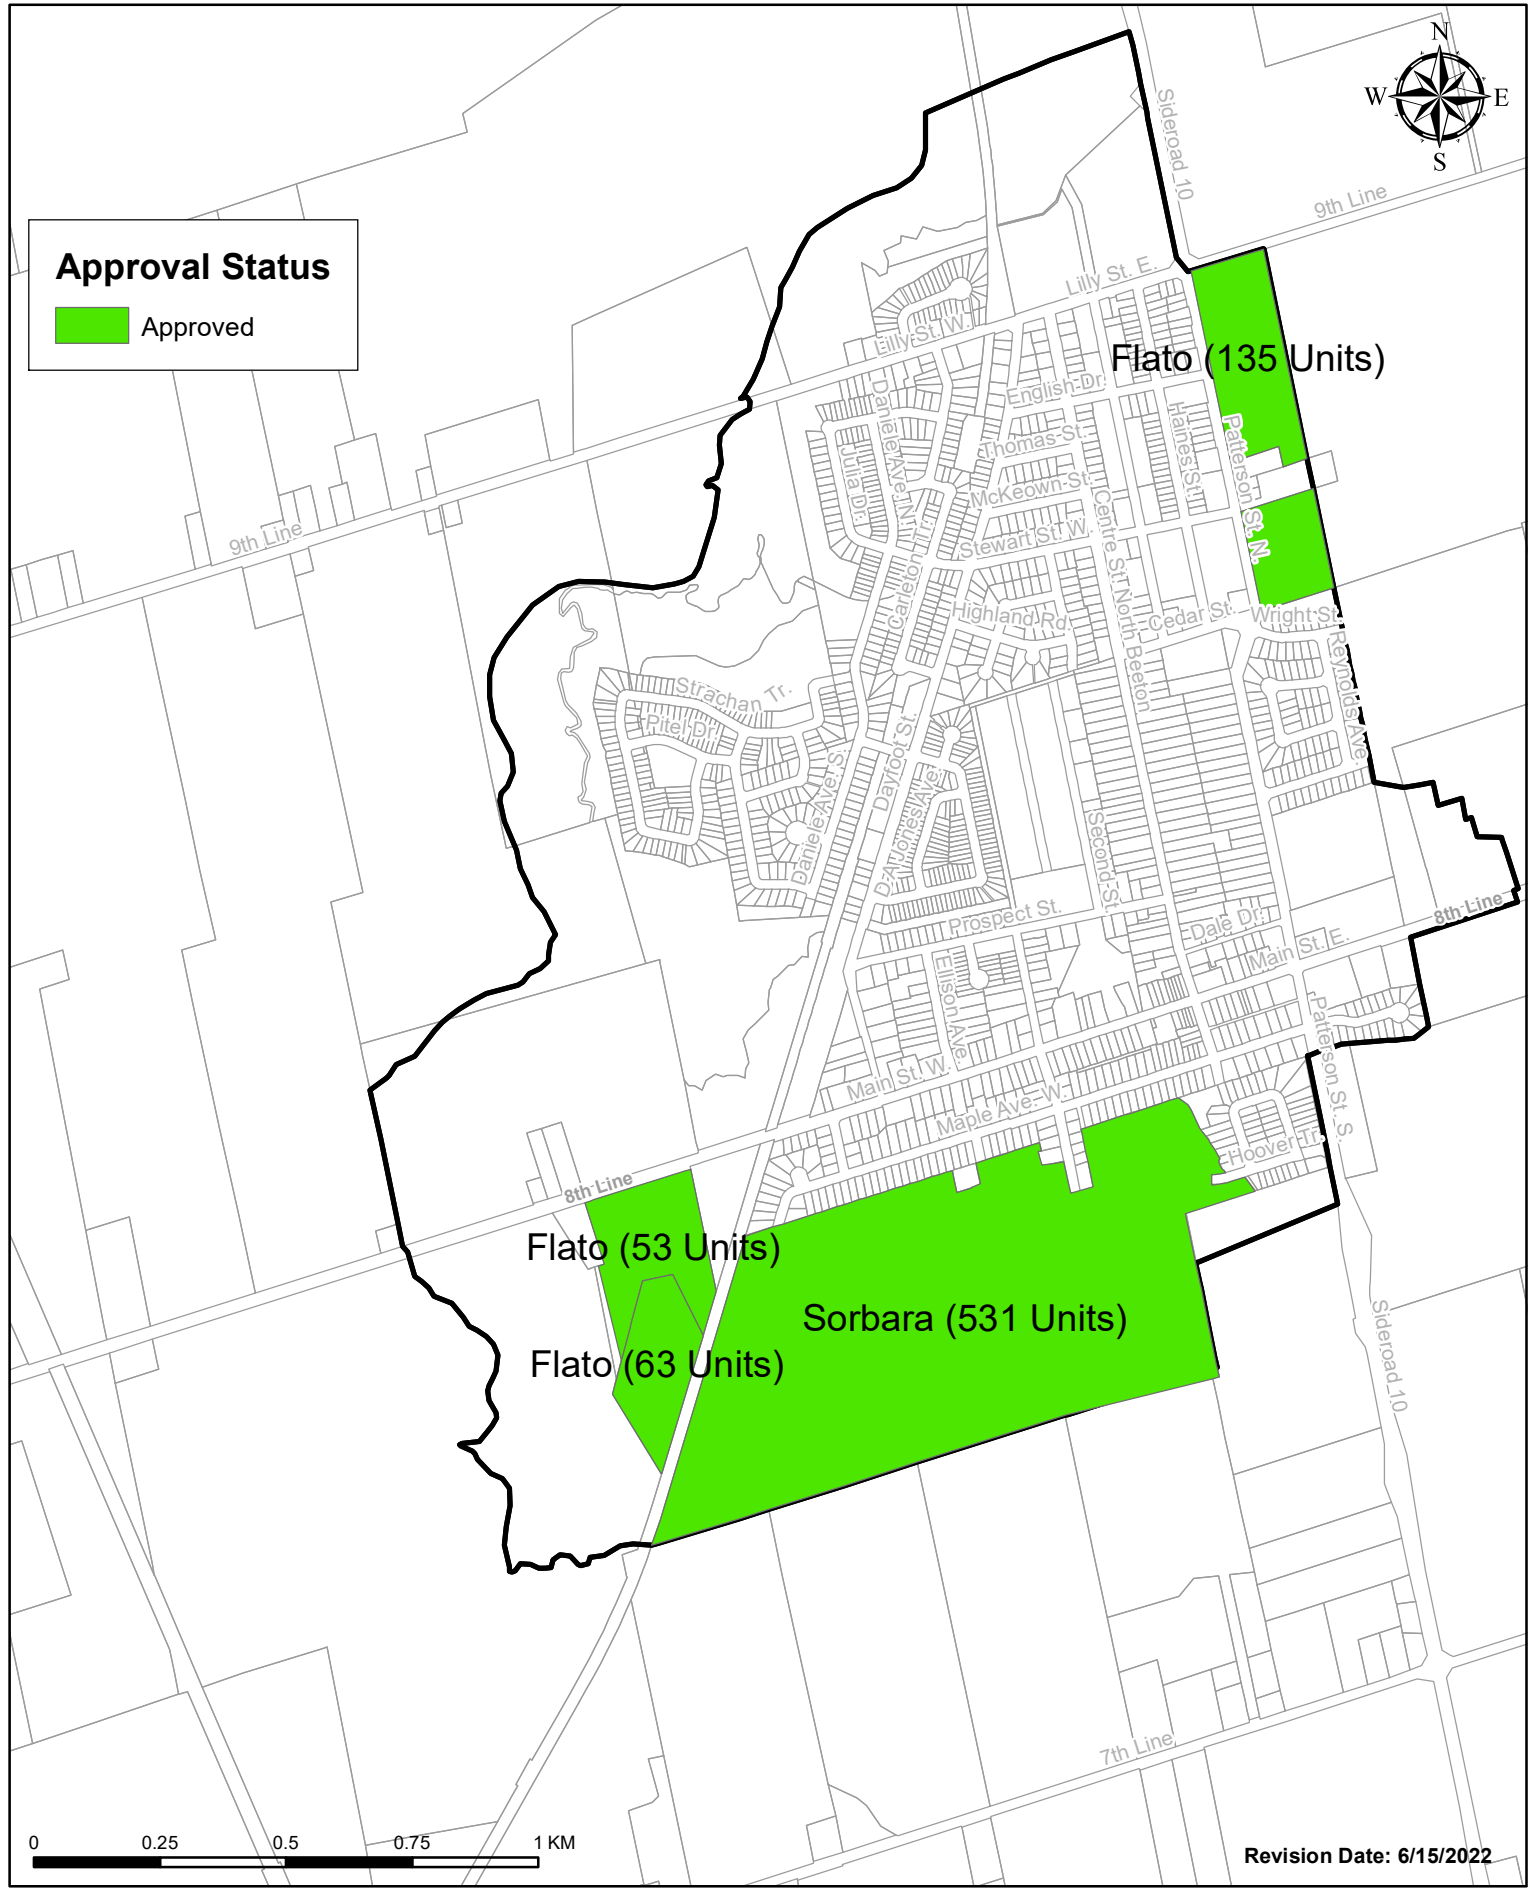 N
W
E
S
Sideroad 10
9th Line
Approval Status
Approved
Lilly St. E.
Lilly St. W.
Flato (135 Units)
English Dr.
Daniele Ave. N.
Haines St.
Patterson St. N.
Thomas St.
Julia Dr.
McKeown St.
Centre St. North Beeton
9th Line
Stewart St. W.
Carleton Tr.
Highland Rd.
Cedar St.
Wright St.
Reynolds Ave.
Strachan Tr.
Pitel Dr.
Dayfoot St.
Daniele Ave. S.
D A Jones Ave.
Second St.
Prospect St.
Dale Dr.
8th Line
Main St. E.
Ellison Ave.
Patterson St. S.
Main St. W.
Maple Ave. W.
Hoover Tr.
8th Line
Flato (53 Units)
Sorbara (531 Units)
Flato (63 Units)
Sideroad 10
7th Line
0 0.25 0.5 0.75 1 KM
Revision Date: 6/15/2022